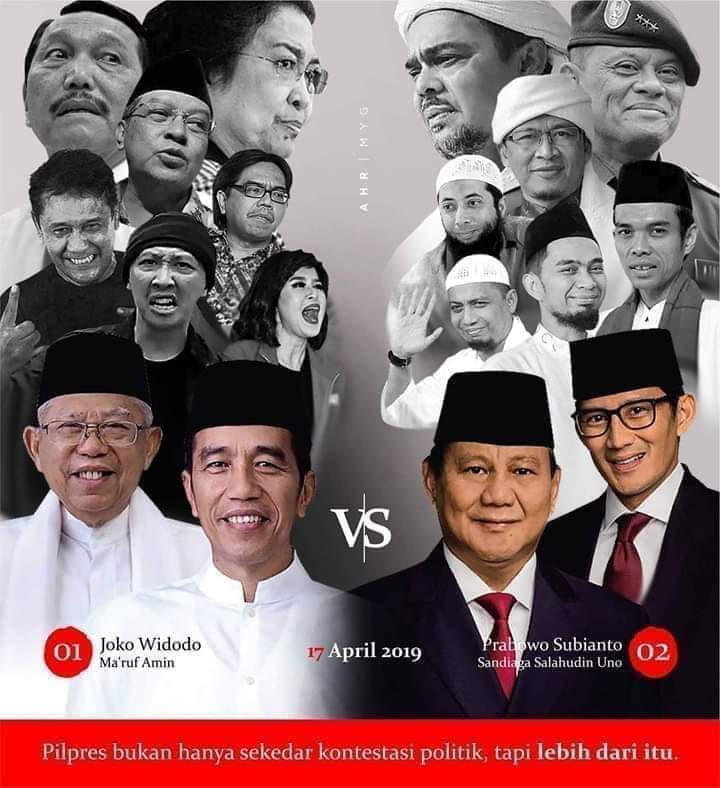 AHR | MYG
VS
01
Joko Widodo
Ma'ruf Amin
17 April 2019
Prabowo Subianto
Sandiaga Salahudin Uno
02
Pilpres bukan hanya sekedar kontestasi politik, tapi lebih dari itu.